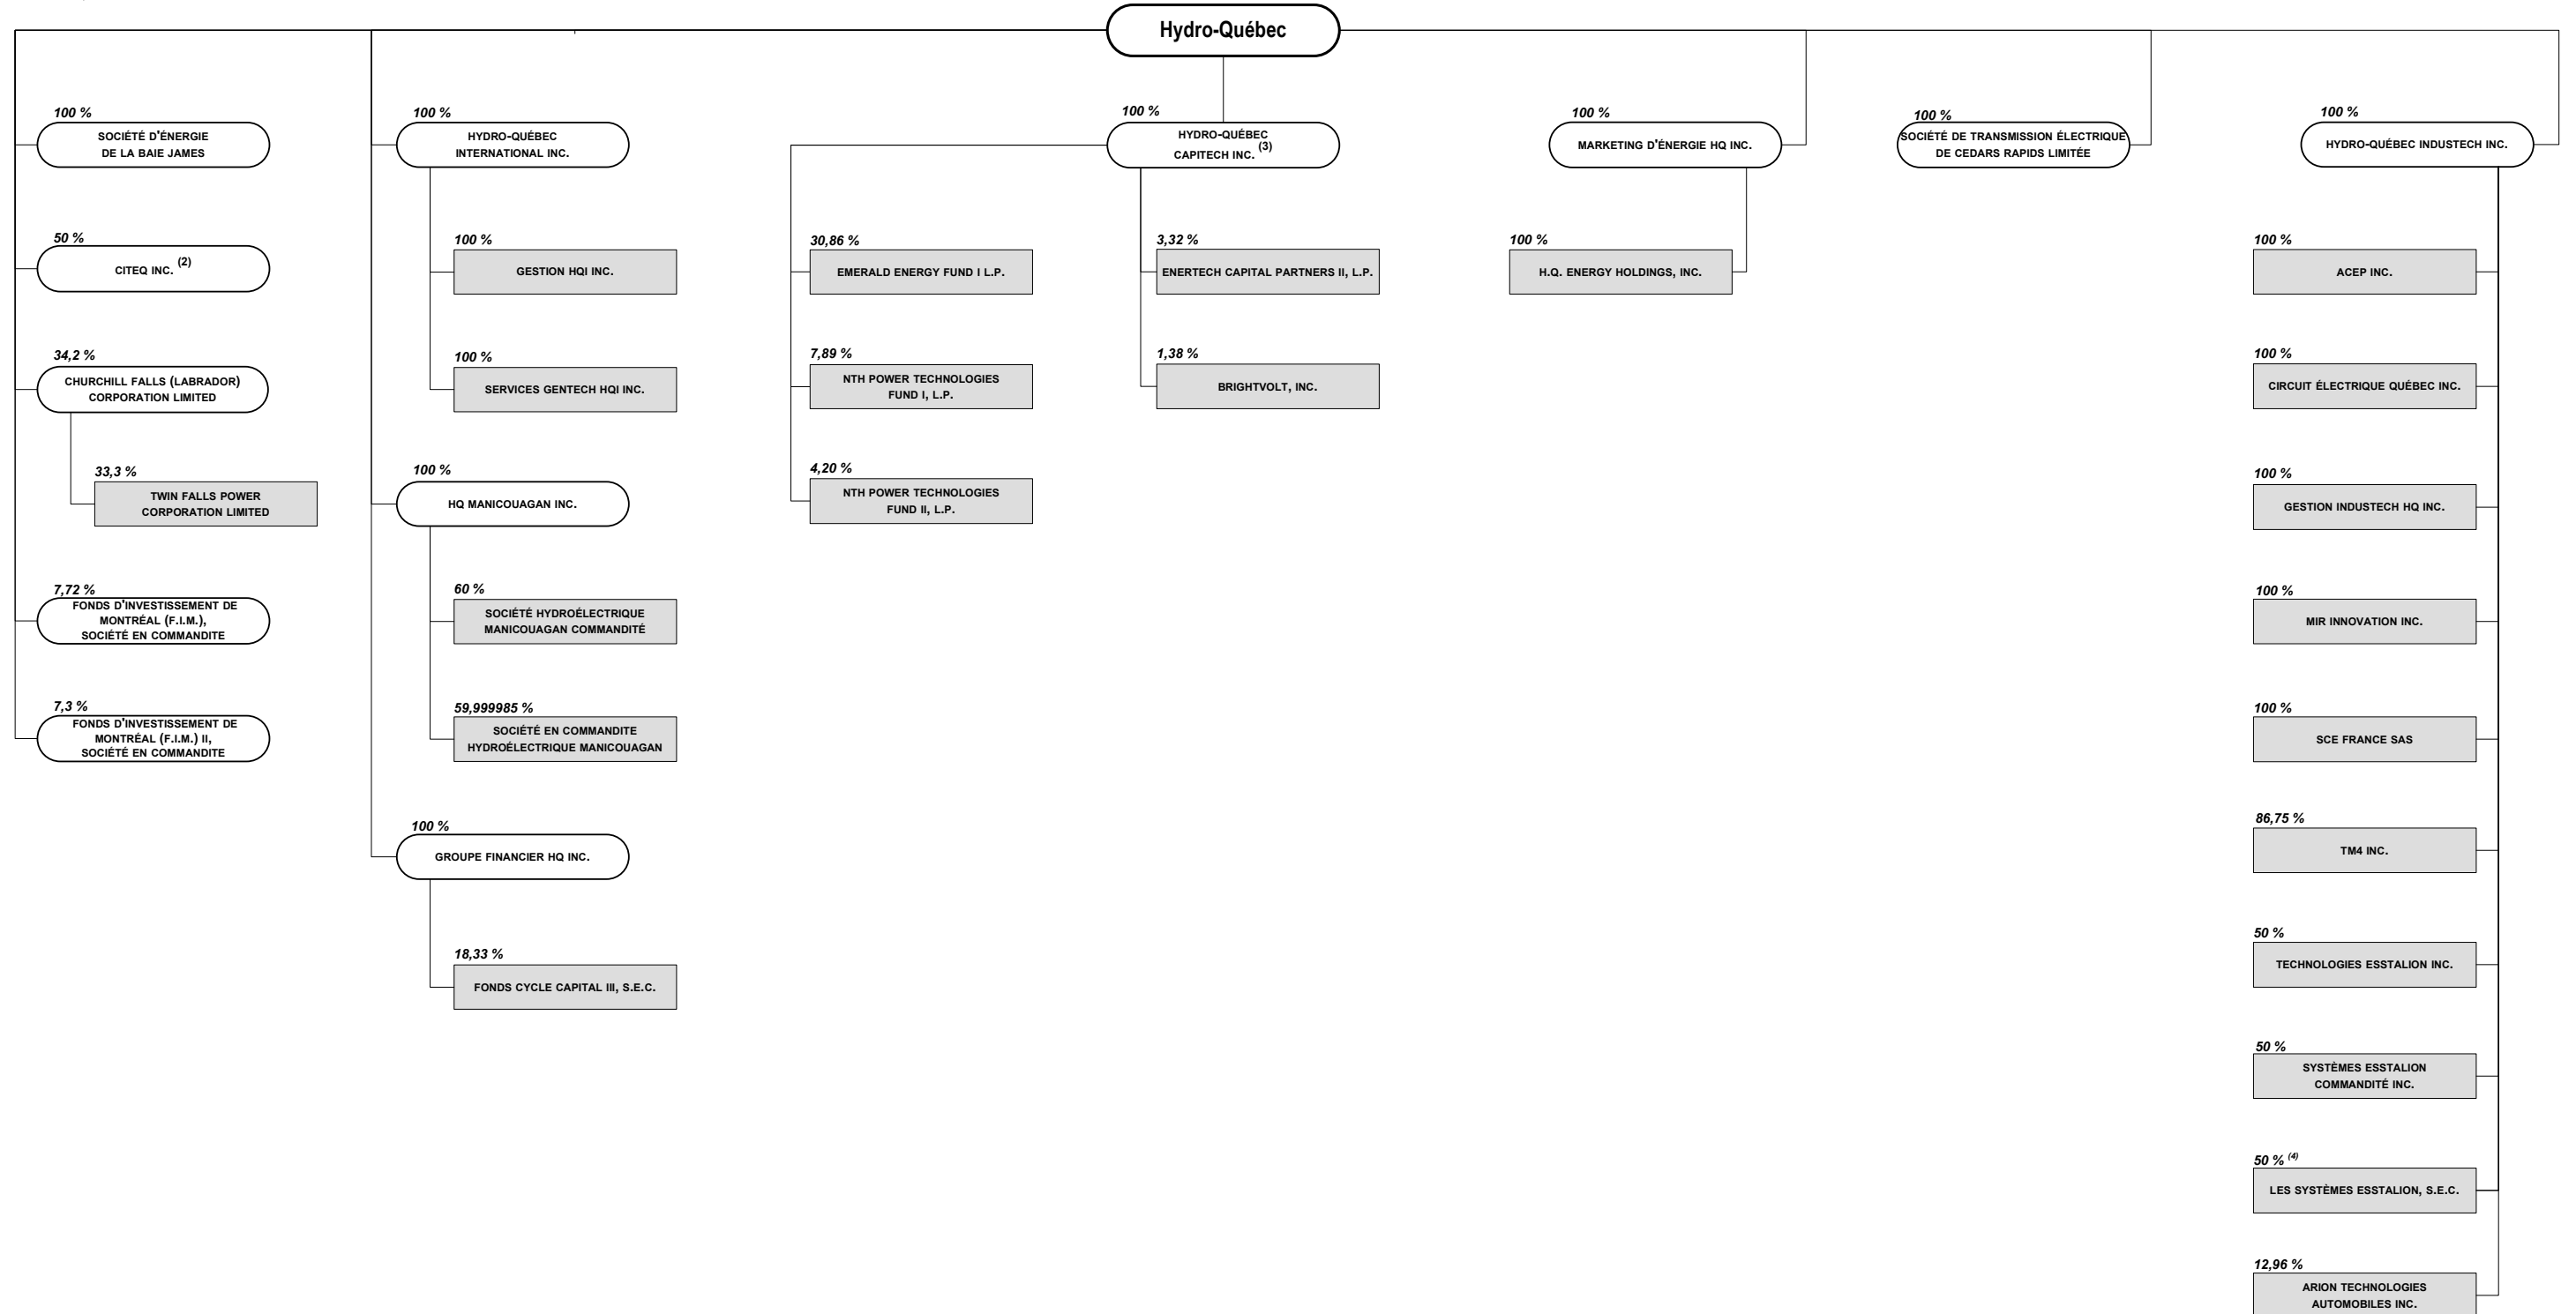 Hydro-Québec
100 %
SOCIÉTÉ D'ÉNERGIE
DE LA BAIE JAMES
50 %
CITEQ INC. (2)
34,2 %
CHURCHILL FALLS (LABRADOR)
CORPORATION LIMITED
33,3 %
TWIN FALLS POWER
CORPORATION LIMITED
7,72 %
FONDS D'INVESTISSEMENT DE
MONTRÉAL (F.I.M.),
SOCIÉTÉ EN COMMANDITE
7,3 %
FONDS D'INVESTISSEMENT DE
MONTRÉAL (F.I.M.) II,
SOCIÉTÉ EN COMMANDITE
100 %
HYDRO-QUÉBEC
INTERNATIONAL INC.
100 %
GESTION HQI INC.
100 %
SERVICES GENTECH HQI INC.
100 %
HQ MANICOUAGAN INC.
60 %
SOCIÉTÉ HYDROÉLECTRIQUE
MANICOUAGAN COMMANDITÉ
59,999985 %
SOCIÉTÉ EN COMMANDITE
HYDROÉLECTRIQUE MANICOUAGAN
100 %
GROUPE FINANCIER HQ INC.
18,33 %
FONDS CYCLE CAPITAL III, S.E.C.
100 %
HYDRO-QUÉBEC
CAPITECH INC. (3)
30,86 %
EMERALD ENERGY FUND I L.P.
7,89 %
NTH POWER TECHNOLOGIES
FUND I, L.P.
4,20 %
NTH POWER TECHNOLOGIES
FUND II, L.P.
3,32 %
ENERTECH CAPITAL PARTNERS II, L.P.
1,38 %
BRIGHTVOLT, INC.
100 %
MARKETING D'ÉNERGIE HQ INC.
100 %
H.Q. ENERGY HOLDINGS, INC.
100 %
SOCIÉTÉ DE TRANSMISSION ÉLECTRIQUE
DE CEDARS RAPIDS LIMITÉE
100 %
HYDRO-QUÉBEC INDUSTECH INC.
100 %
ACEP INC.
100 %
CIRCUIT ÉLECTRIQUE QUÉBEC INC.
100 %
GESTION INDUSTECH HQ INC.
100 %
MIR INNOVATION INC.
100 %
SCE FRANCE SAS
86,75 %
TM4 INC.
50 %
TECHNOLOGIES ESSTALION INC.
50 %
SYSTÈMES ESSTALION
COMMANDITÉ INC.
50 % (4)
LES SYSTÈMES ESSTALION, S.E.C.
12,96 %
ARION TECHNOLOGIES
AUTOMOBILES INC.